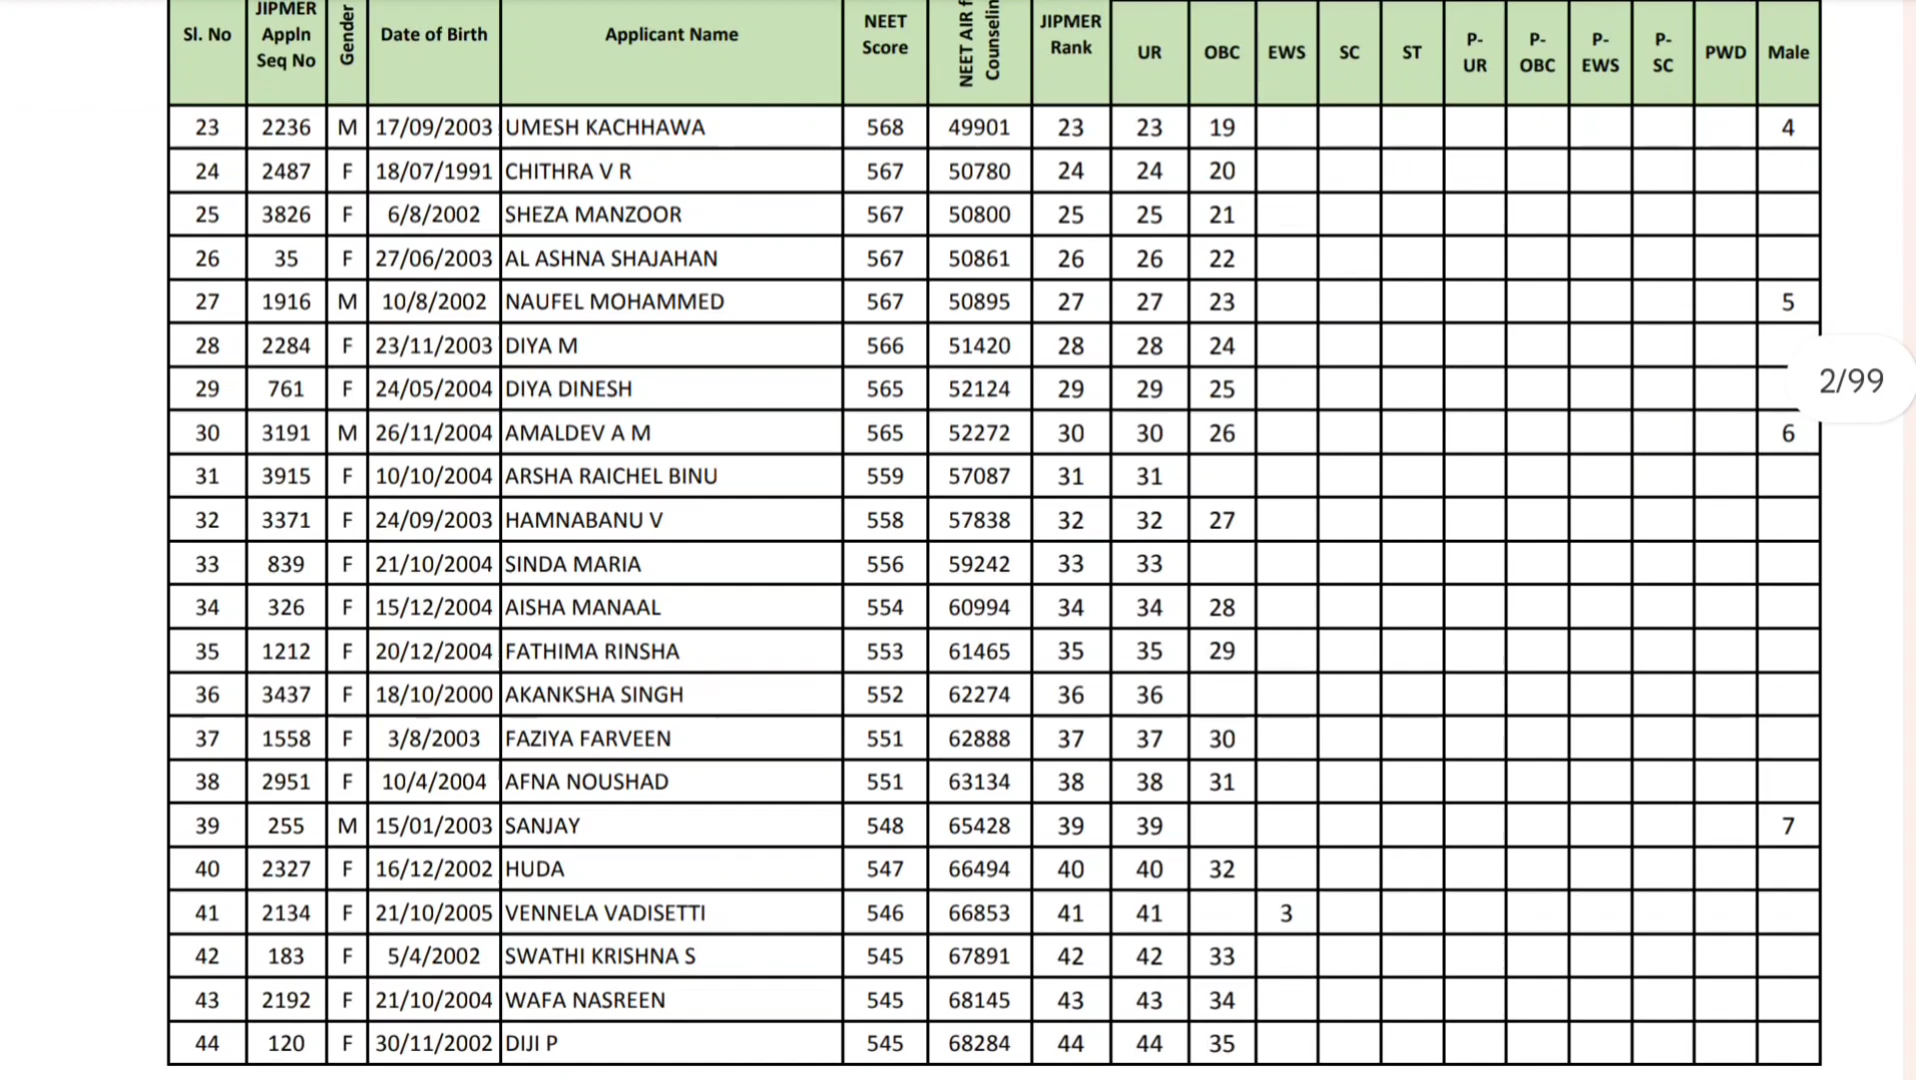 Sl. No JIPMER Appln Seq No Gender Date of Birth Applicant Name NEET Score NEET AIR f Counselin JIPMER Rank UR OBC EWS SC ST P-UR P-OBC P-EWS P-SC PWD Male
23 2236 M 17/09/2003 UMESH KACHHAWA 568 49901 23 23 19 4
24 2487 F 18/07/1991 CHITHRA V R 567 50780 24 24 20
25 3826 F 6/8/2002 SHEZA MANZOOR 567 50800 25 25 21
26 35 F 27/06/2003 AL ASHNA SHAJAHAN 567 50861 26 26 22
27 1916 M 10/8/2002 NAUFEL MOHAMMED 567 50895 27 27 23 5
28 2284 F 23/11/2003 DIYA M 566 51420 28 28 24
29 761 F 24/05/2004 DIYA DINESH 565 52124 29 29 25
2/99
30 3191 M 26/11/2004 AMALDEV A M 565 52272 30 30 26 6
31 3915 F 10/10/2004 ARSHA RAICHEL BINU 559 57087 31 31
32 3371 F 24/09/2003 HAMNABANU V 558 57838 32 32 27
33 839 F 21/10/2004 SINDA MARIA 556 59242 33 33
34 326 F 15/12/2004 AISHA MANAAL 554 60994 34 34 28
35 1212 F 20/12/2004 FATHIMA RINSHA 553 61465 35 35 29
36 3437 F 18/10/2000 AKANKSHA SINGH 552 62274 36 36
37 1558 F 3/8/2003 FAZIYA FARVEEN 551 62888 37 37 30
38 2951 F 10/4/2004 AFNA NOUSHAD 551 63134 38 38 31
39 255 M 15/01/2003 SANJAY 548 65428 39 39 7
40 2327 F 16/12/2002 HUDA 547 66494 40 40 32
41 2134 F 21/10/2005 VENNELA VADISETTI 546 66853 41 41 3
42 183 F 5/4/2002 SWATHI KRISHNA S 545 67891 42 42 33
43 2192 F 21/10/2004 WAFA NASREEN 545 68145 43 43 34
44 120 F 30/11/2002 DIJI P 545 68284 44 44 35